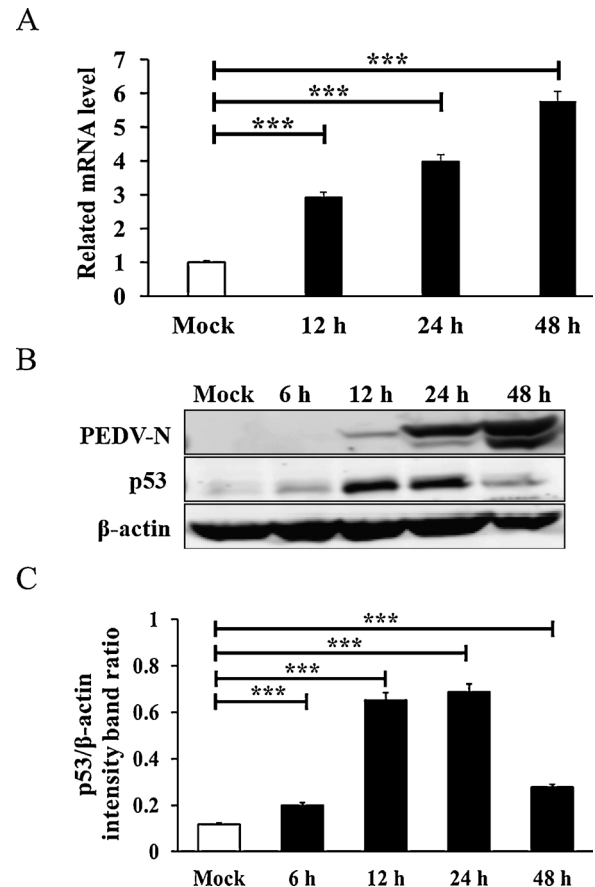 A
Related mRNA level
7
6
5
4
3
2
1
0
***
***
***
Mock 12 h 24 h 48 h
B
Mock 6 h 12 h 24 h 48 h
PEDV-N
p53
β-actin
C
p53/β-actin
intensity band ratio
1
0.8
0.6
0.4
0.2
0
***
***
***
***
Mock 6 h 12 h 24 h 48 h